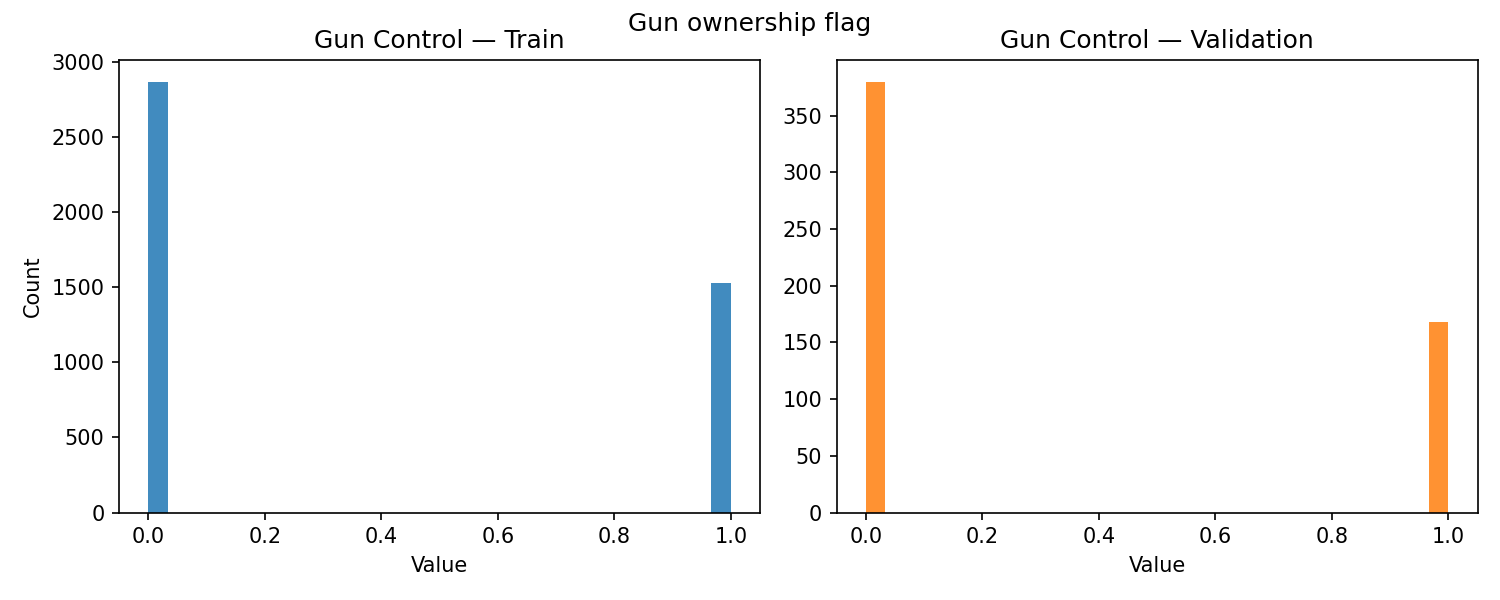 Gun ownership flag
Gun Control — Train
Count
3000
2500
2000
1500
1000
500
0
0.0 0.2 0.4 0.6 0.8 1.0
Value
Gun Control — Validation
350
300
250
200
150
100
50
0
0.0 0.2 0.4 0.6 0.8 1.0
Value